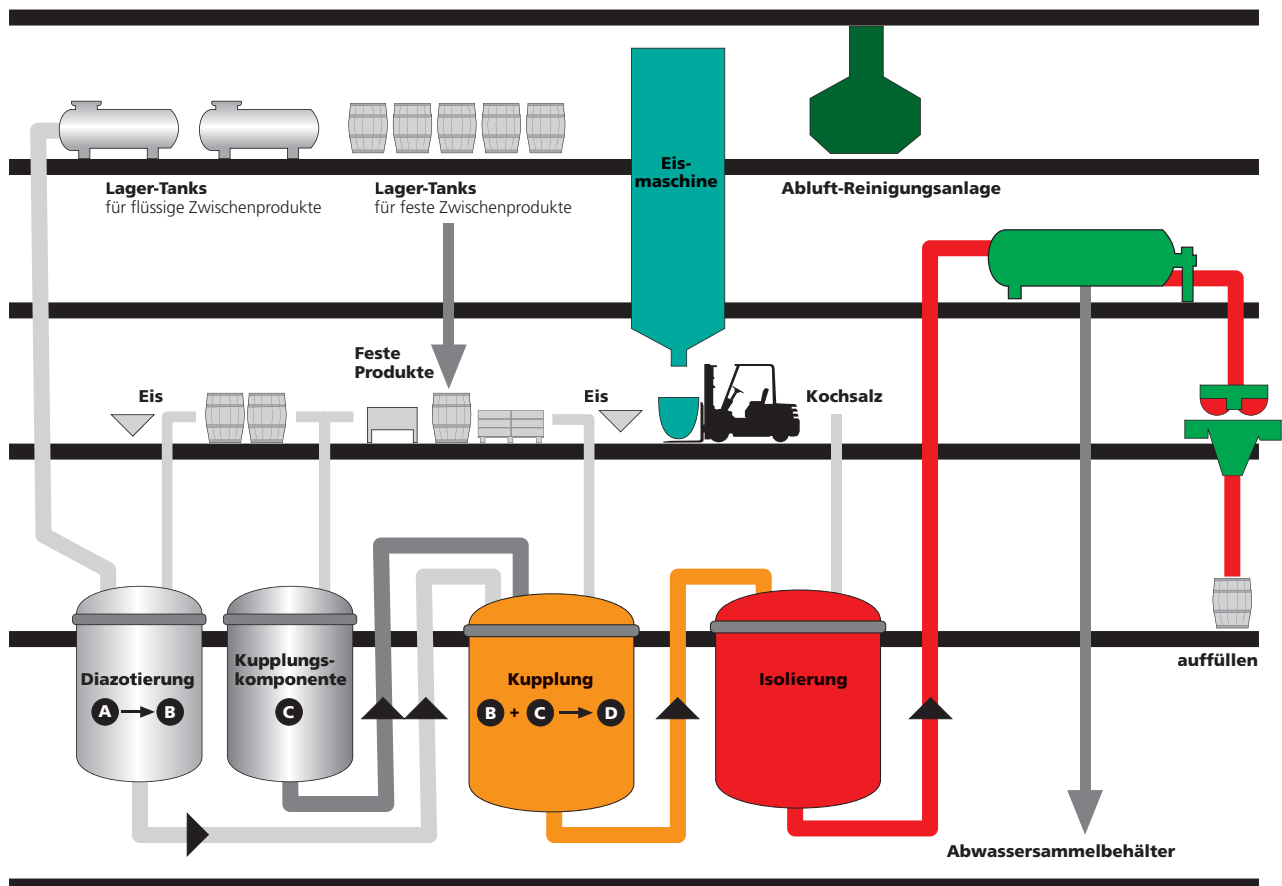 Lager-Tanks
für flüssige Zwischenprodukte
Lager-Tanks
für feste Zwischenprodukte
Eis-
maschine
Abluft-Reinigungsanlage
Feste
Produkte
Eis
Eis
Kochsalz
Diazotierung
A B
Kupplungs-
komponente
C
Kupplung
B + C D
Isolierung
auffüllen
Abwassersammelbehälter